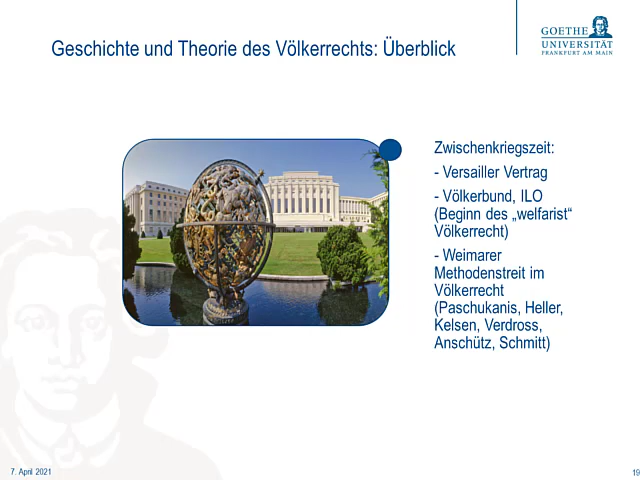 Geschichte und Theorie des Völkerrechts: Überblick
GOETHE
UNIVERSITÄT
FRANKFURT AM MAIN
Zwischenkriegszeit:
- Versailler Vertrag
- Völkerbund, ILO
(Beginn des „welfarist“
Völkerrecht)
- Weimarer
Methodenstreit im
Völkerrecht
(Paschukanis, Heller,
Kelsen, Verdross,
Anschütz, Schmitt)
7. April 2021
19